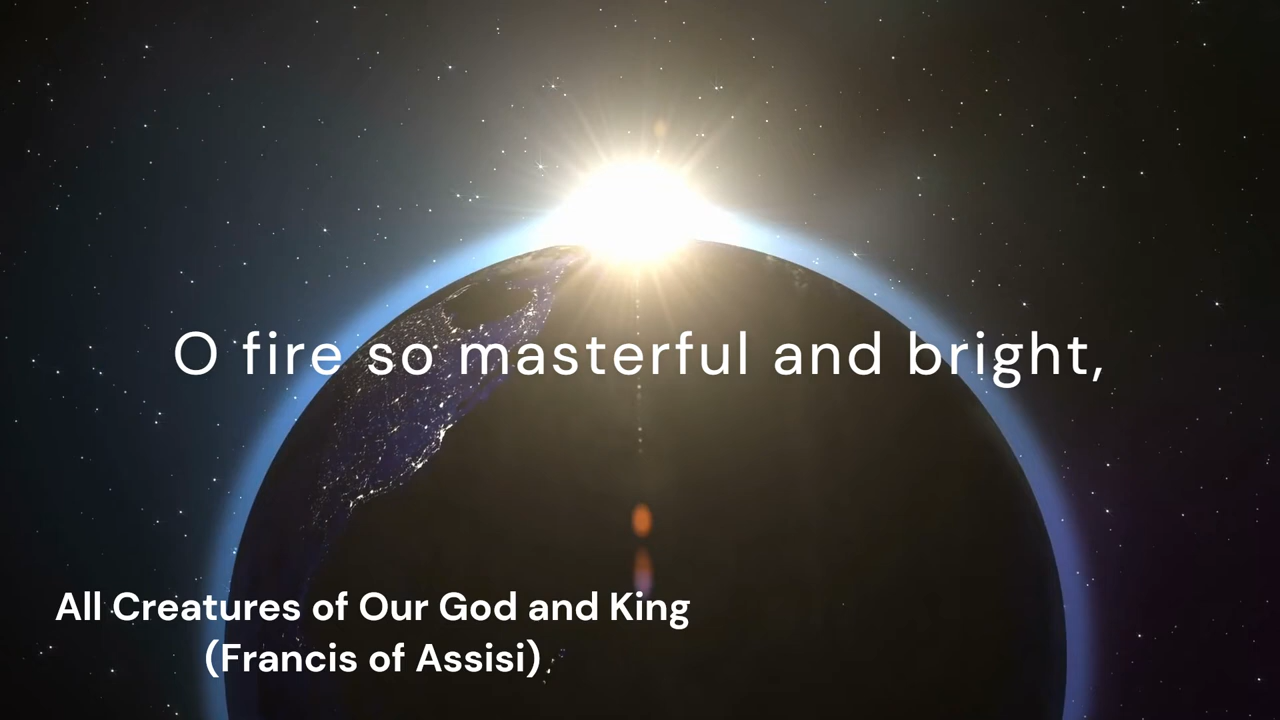 O fire so masterful and bright,
All Creatures of Our God and King
(Francis of Assisi)